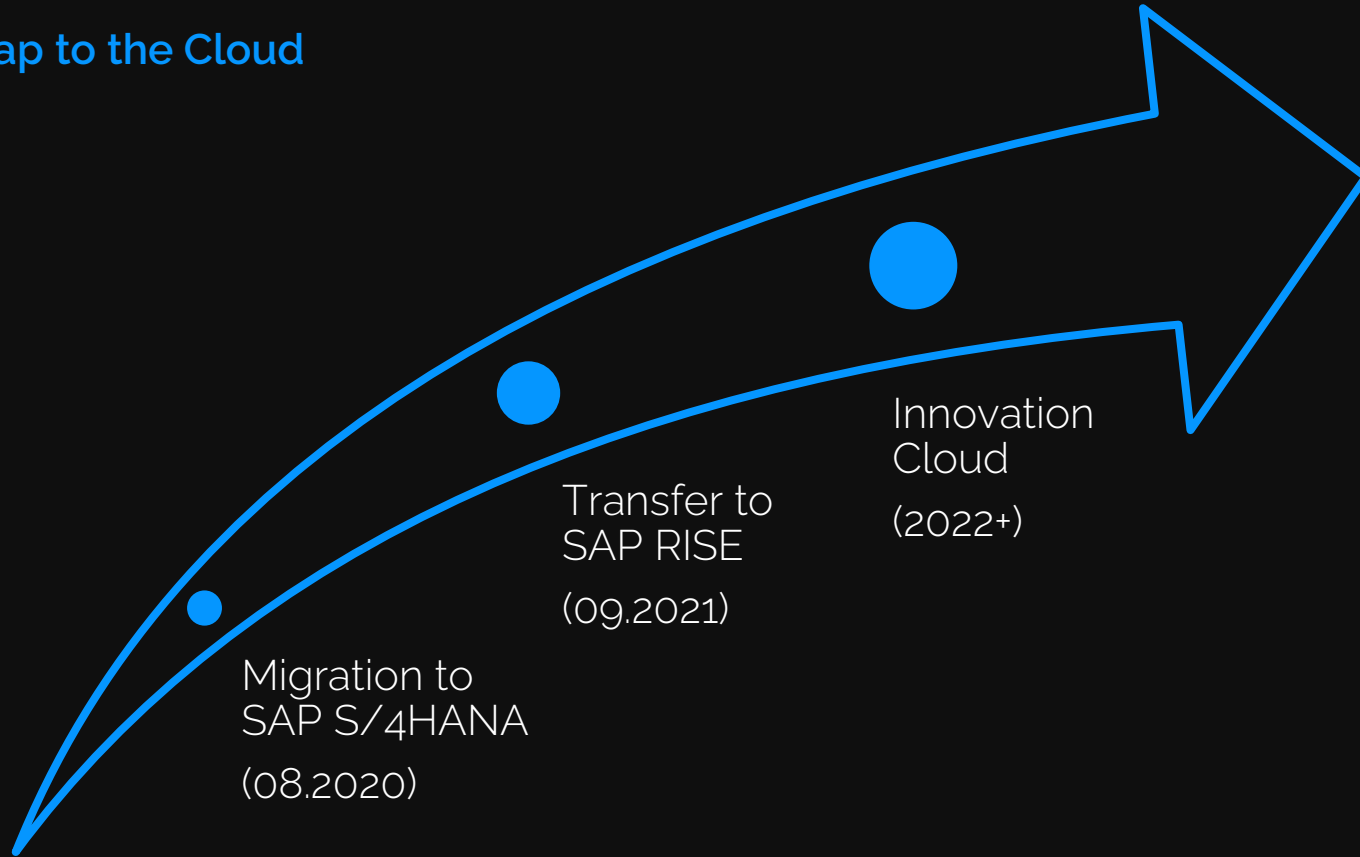 ap to the Cloud
Migration to
SAP S/4HANA
(08.2020)
Transfer to
SAP RISE
(09.2021)
Innovation
Cloud
(2022+)